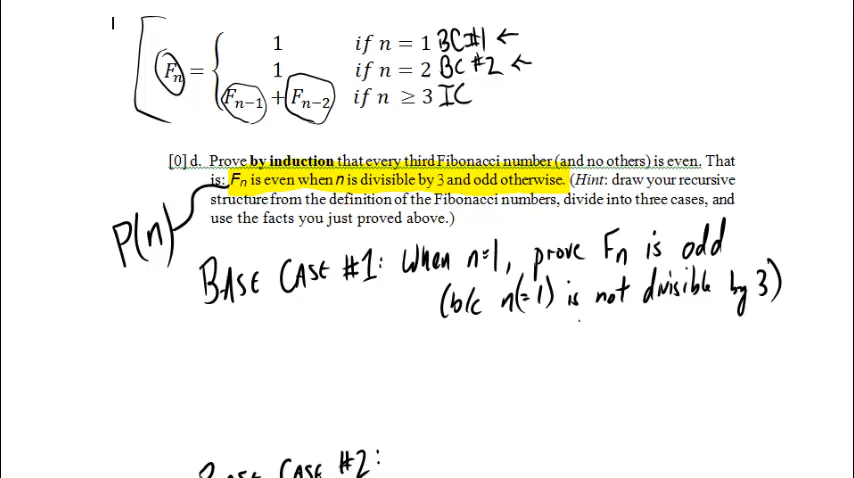 1 if n = 1 BC#1 ←
Fn = 1 if n = 2 BC #2 ←
Fn−1 + Fn−2 if n ≥ 3 IC
[0] d. Prove by induction that every third Fibonacci number (and no others) is even. That
is: Fn is even when n is divisible by 3 and odd otherwise. (Hint: draw your recursive
structure from the definition of the Fibonacci numbers, divide into three cases, and
use the facts you just proved above.)
P(n)
BASE CASE #1: When n=1, prove Fn is odd
(b/c n(=1) is not divisible by 3)
BASE CASE #2: